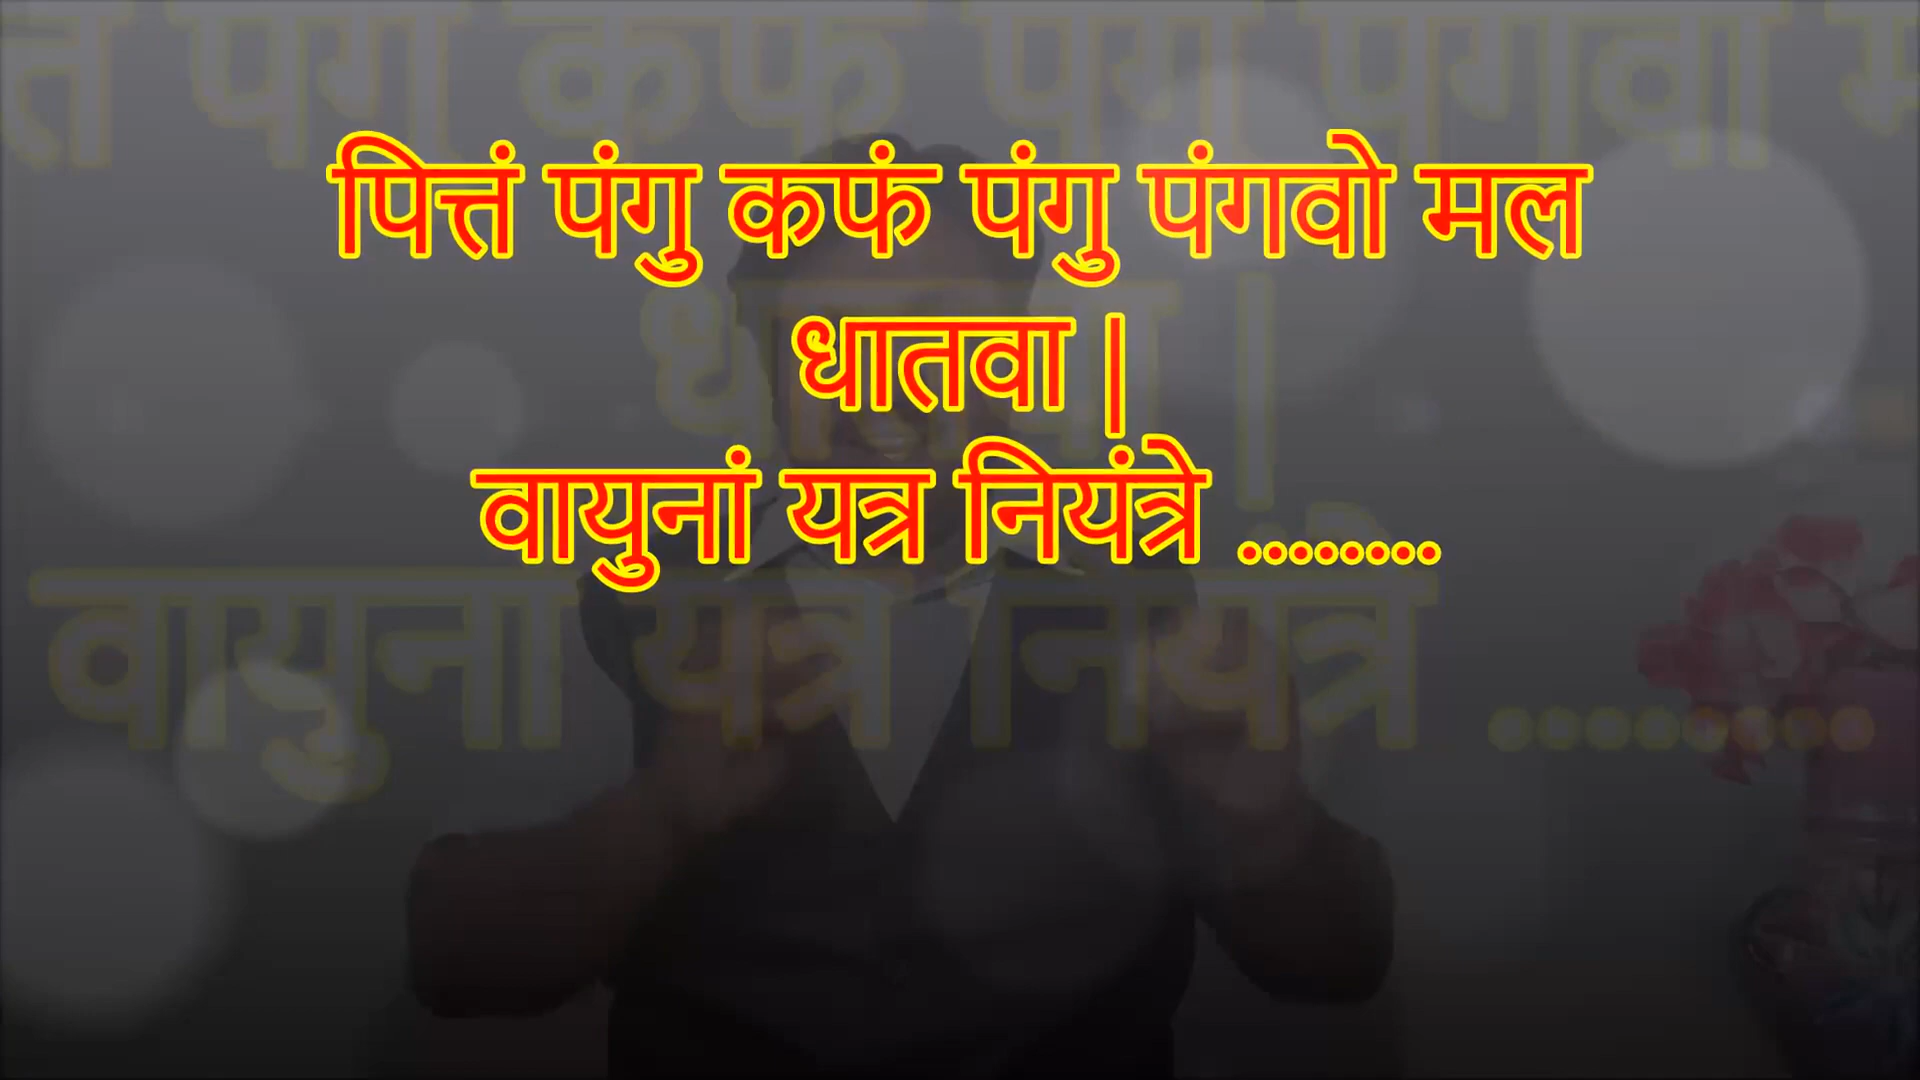 पित्तं पंगु कफं पंगु पंगवो मल
धातवा |
वायुनां यत्र नियंत्रे ........